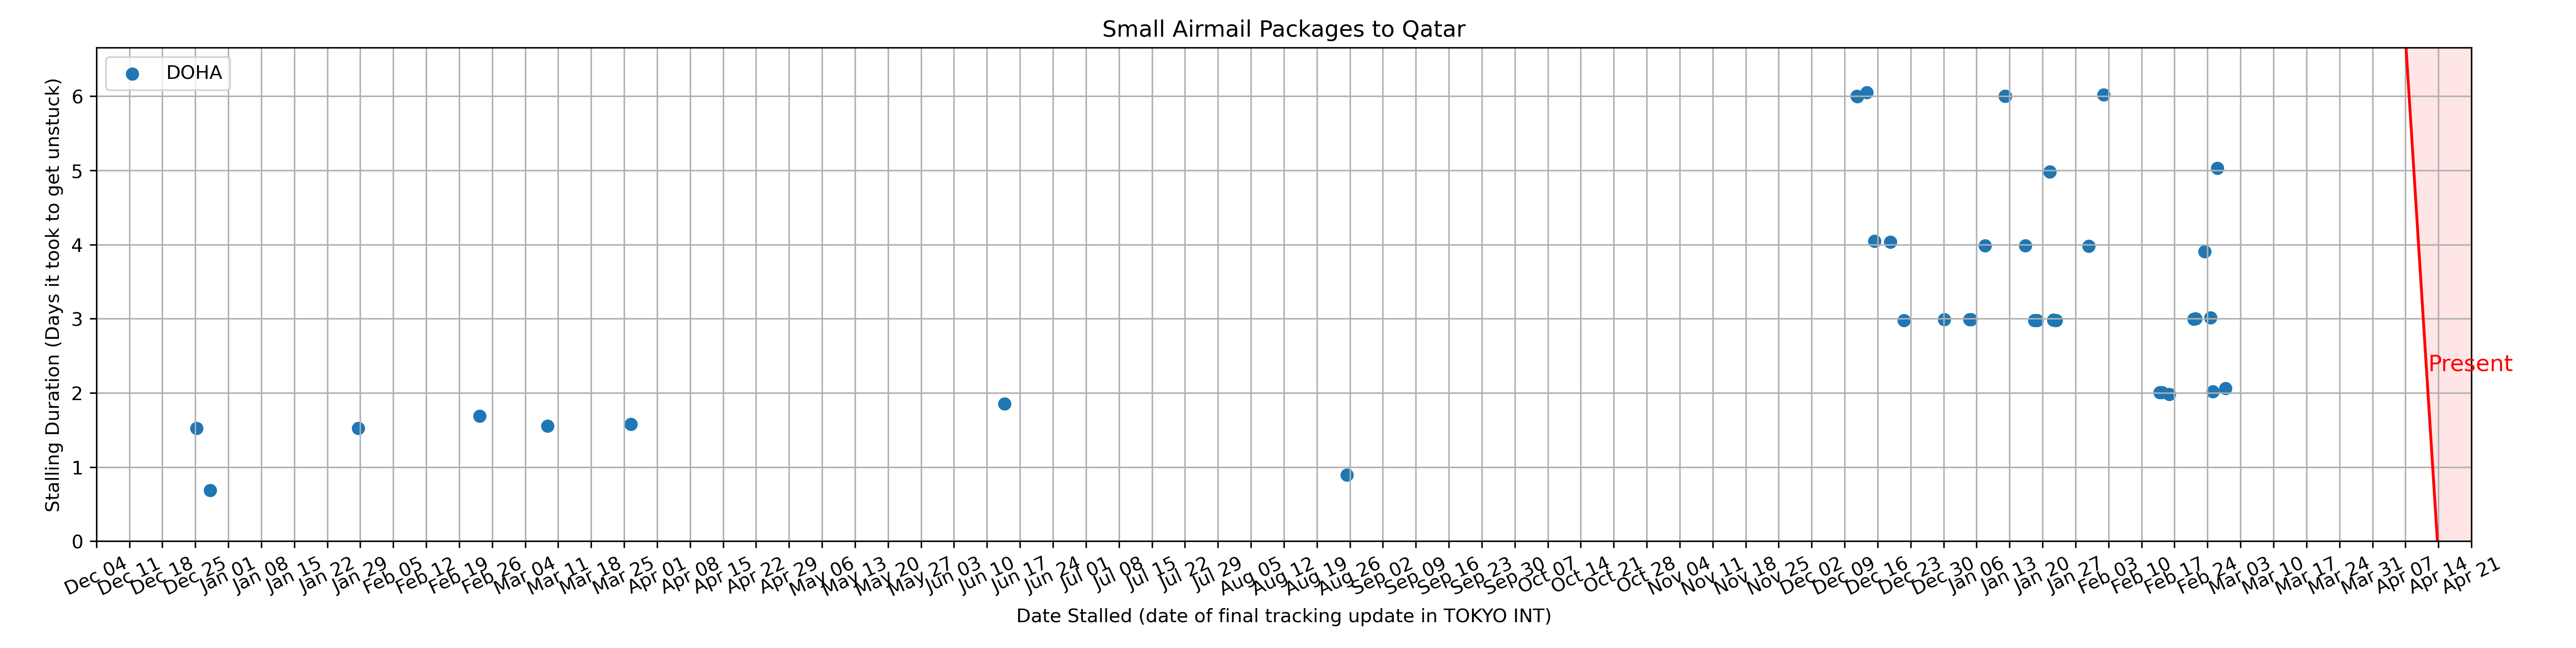 Small Airmail Packages to Qatar
DOHA
Stalling Duration (Days it took to get unstuck)
6
5
4
3
2
1
0
Present
Dec 04
Dec 11
Dec 18
Dec 25
Jan 01
Jan 08
Jan 15
Jan 22
Jan 29
Feb 05
Feb 12
Feb 19
Feb 26
Mar 04
Mar 11
Mar 18
Mar 25
Apr 01
Apr 08
Apr 15
Apr 22
Apr 29
May 06
May 13
May 20
May 27
Jun 03
Jun 10
Jun 17
Jun 24
Jul 01
Jul 08
Jul 15
Jul 22
Jul 29
Aug 05
Aug 12
Aug 19
Aug 26
Sep 02
Sep 09
Sep 16
Sep 23
Sep 30
Oct 07
Oct 14
Oct 21
Oct 28
Nov 04
Nov 11
Nov 18
Nov 25
Dec 02
Dec 09
Dec 16
Dec 23
Dec 30
Jan 06
Jan 13
Jan 20
Jan 27
Feb 03
Feb 10
Feb 17
Feb 24
Mar 03
Mar 10
Mar 17
Mar 24
Mar 31
Apr 07
Apr 14
Apr 21
Date Stalled (date of final tracking update in TOKYO INT)